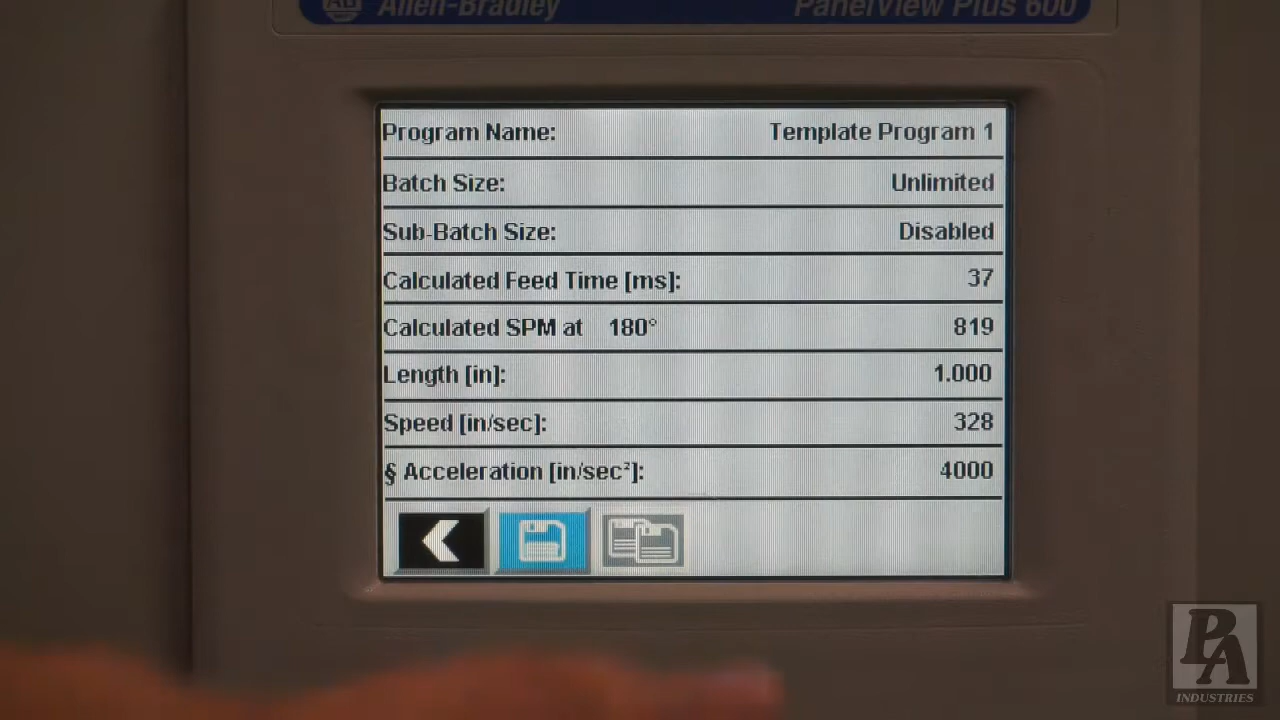 Allen-Bradley PanelView Plus 600
AB
Program Name: Template Program 1
Batch Size: Unlimited
Sub-Batch Size: Disabled
Calculated Feed Time [ms]: 37
Calculated SPM at 180° 819
Length [in]: 1.000
Speed [in/sec]: 328
§ Acceleration [in/sec²]: 4000
PA
INDUSTRIES